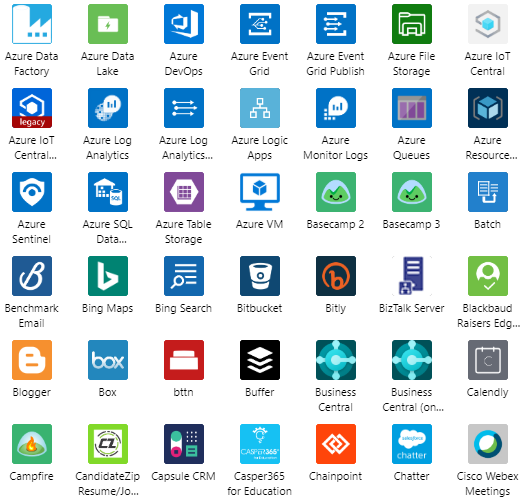 Azure Data Factory
Azure Data Lake
Azure DevOps
Azure Event Grid
Azure Event Grid Publish
Azure File Storage
Azure IoT Central
legacy
Azure IoT Central...
Azure Log Analytics
Azure Log Analytics...
Azure Logic Apps
Azure Monitor Logs
Azure Queues
Azure Resource...
Azure Sentinel
SQL
Azure SQL Data...
Azure Table Storage
Azure VM
Basecamp 2
Basecamp 3
Batch
B
Benchmark Email
Bing Maps
Bing Search
Bitbucket
Bitly
BizTalk Server
Blackbaud Raisers Edg...
Blogger
box
Box
bttn
Buffer
Business Central
Business Central (on...
C
Calendly
Campfire
CZ
CandidateZip Resume/Jo...
Capsule CRM
CASPER365
for Education
Casper365 for Education
Chainpoint
salesforce
chatter
Chatter
Cisco Webex Meetings